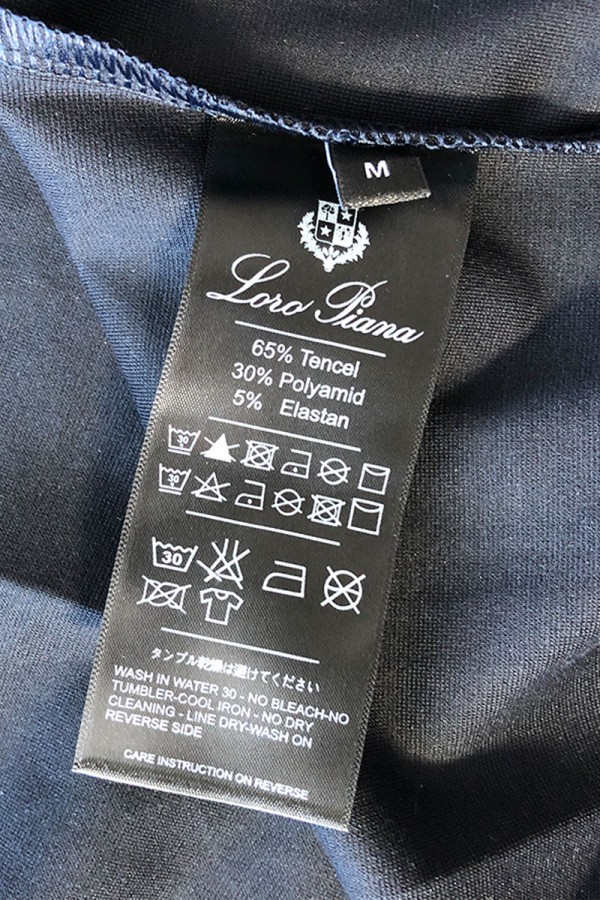 M
Loro Piana
65% Tencel
30% Polyamid
5% Elastan
30
30
30
タンブル乾燥は避けてください
WASH IN WATER 30 - NO BLEACH-NO
TUMBLER-COOL IRON - NO DRY
CLEANING - LINE DRY-WASH ON
REVERSE SIDE
CARE INSTRUCTION ON REVERSE